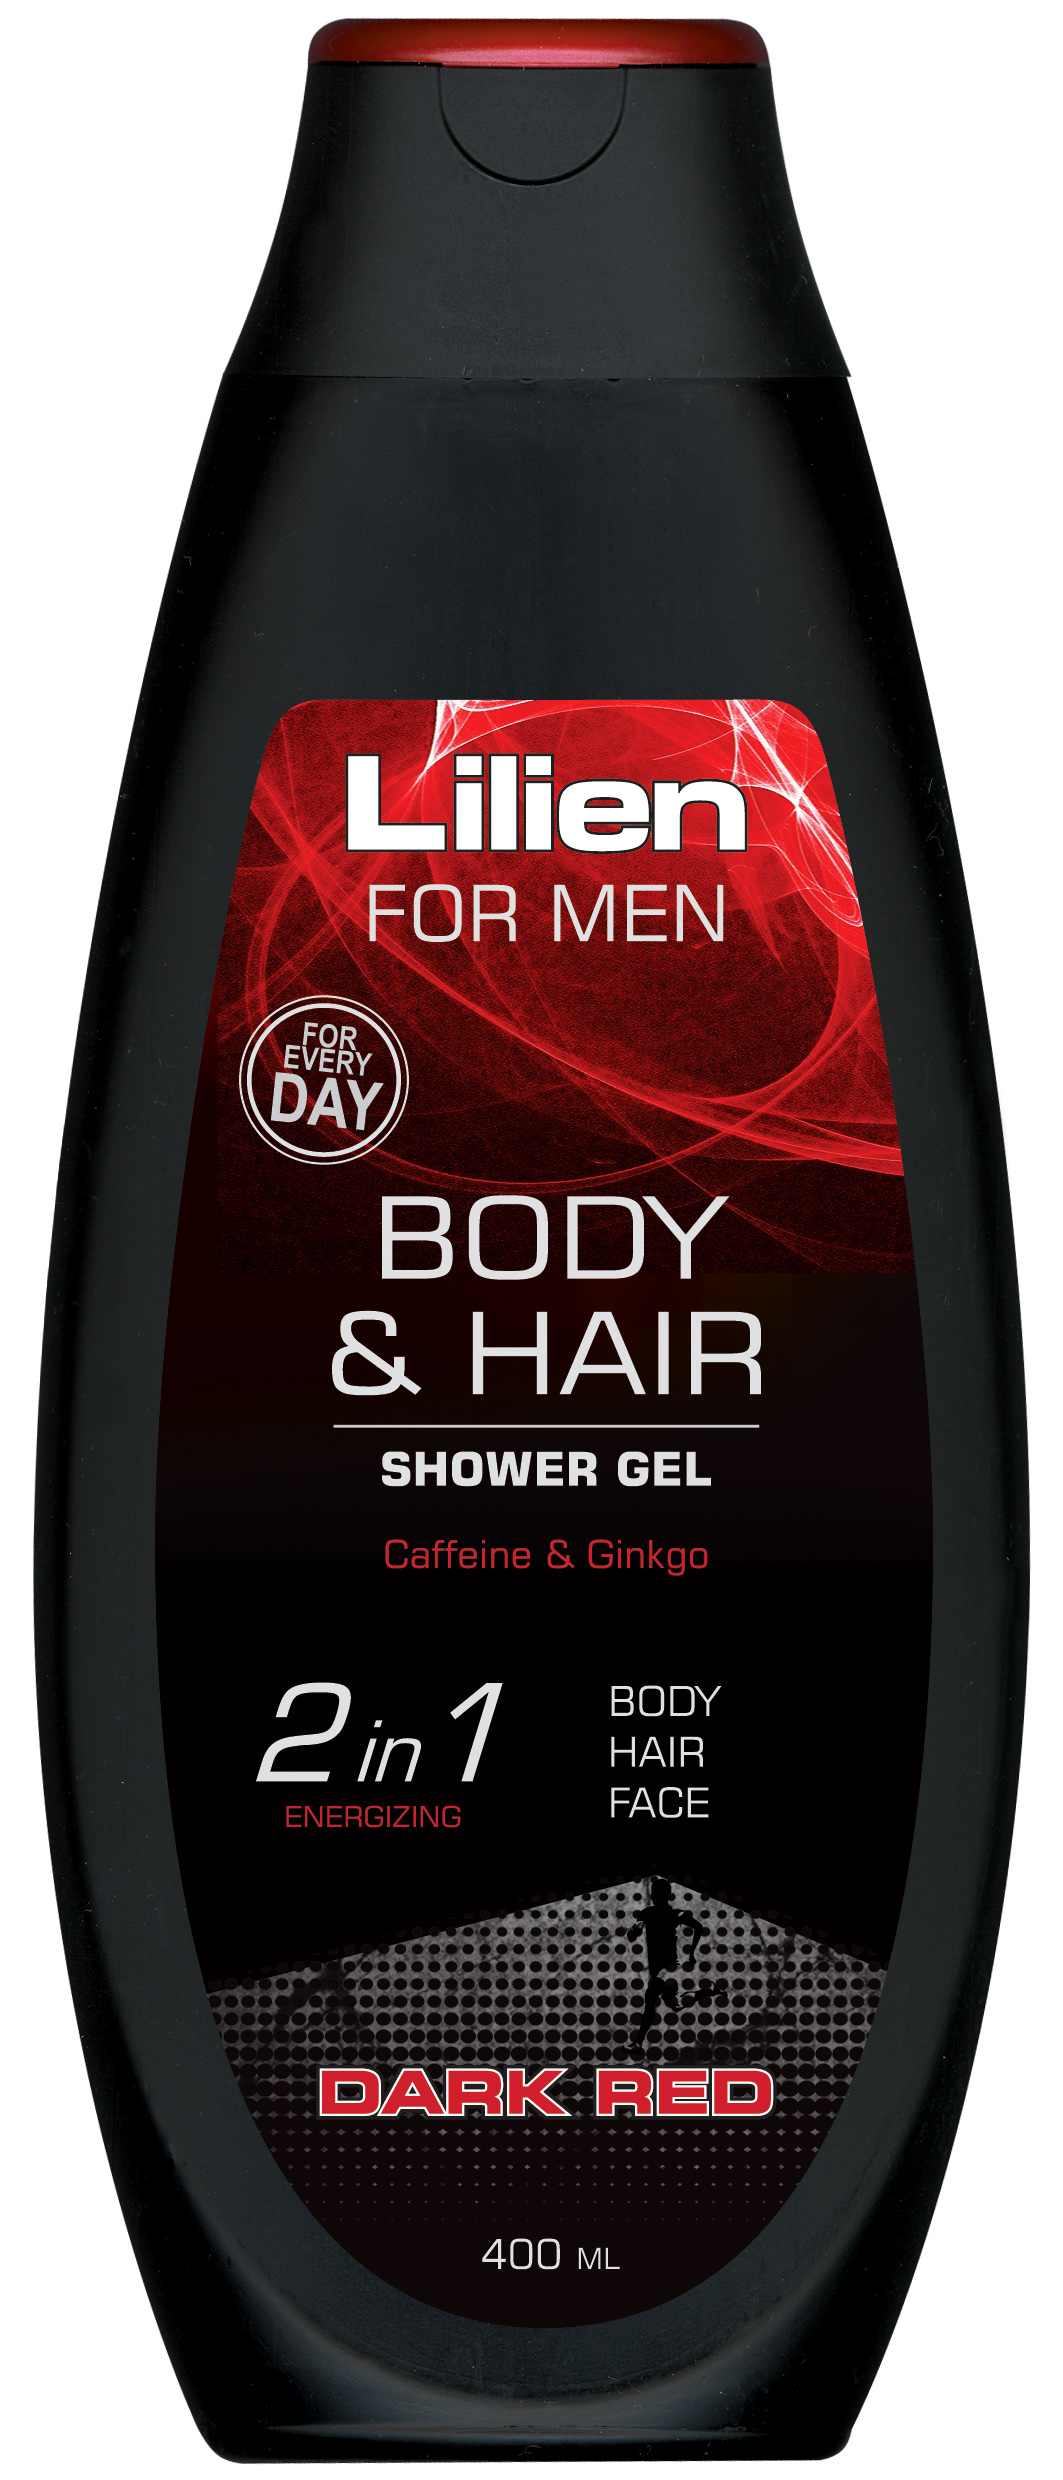 Lilien
FOR MEN
FOR
EVERY
DAY
BODY
& HAIR
SHOWER GEL
Caffeine & Ginkgo
2 in 1
ENERGIZING
BODY
HAIR
FACE
DARK RED
400 ML